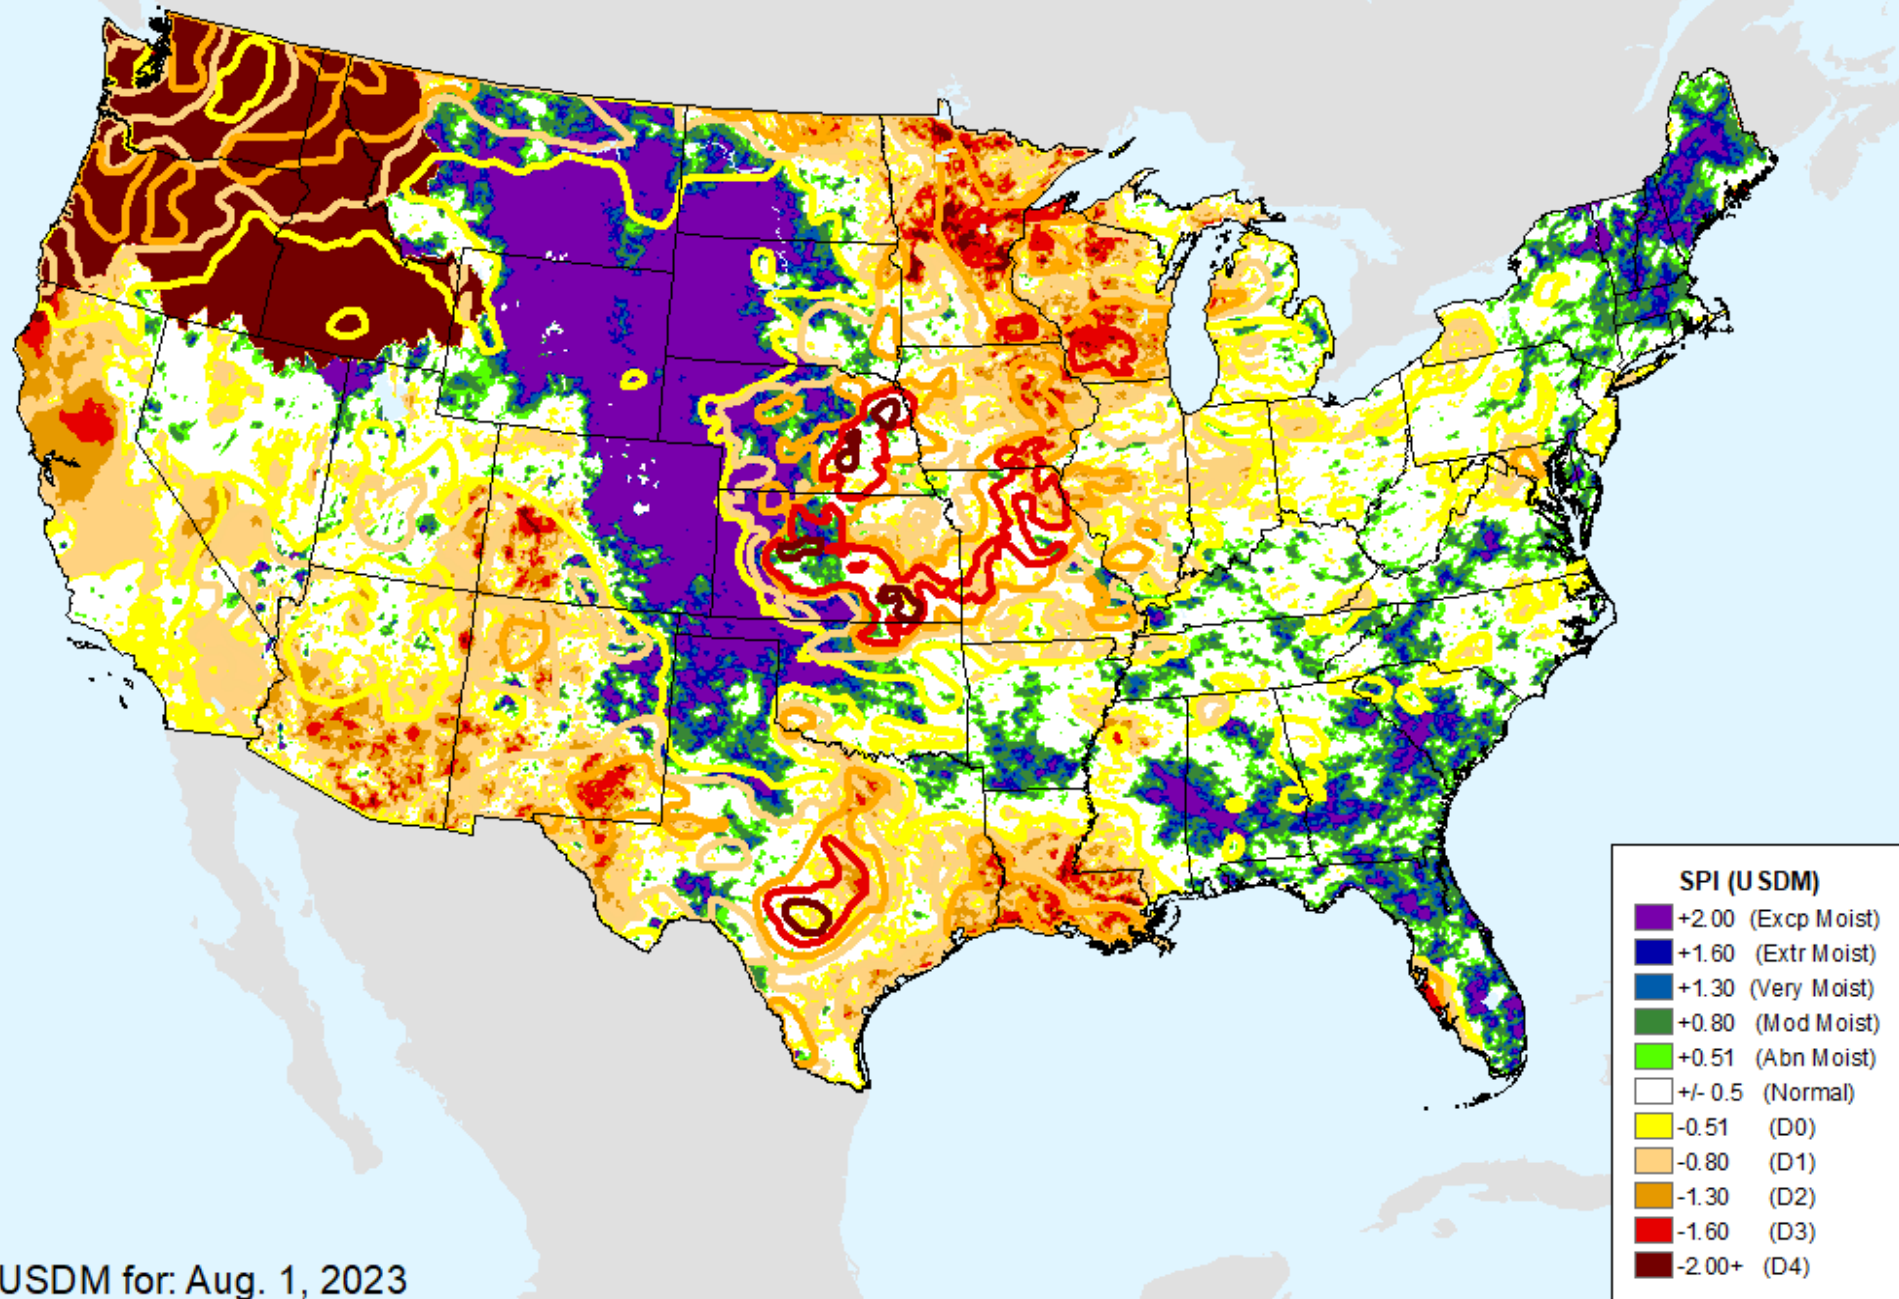 SPI (USDM)
+2.00 (Excp Moist)
+1.60 (Extr Moist)
+1.30 (Very Moist)
+0.80 (Mod Moist)
+0.51 (Abn Moist)
+/- 0.5 (Normal)
-0.51 (D0)
-0.80 (D1)
-1.30 (D2)
-1.60 (D3)
-2.00+ (D4)
USDM for: Aug. 1, 2023